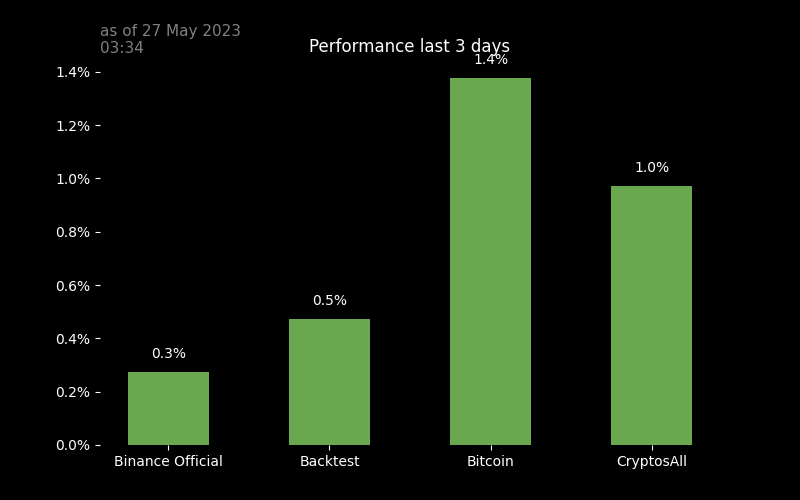 as of 27 May 2023
03:34
Performance last 3 days
1.4%
1.4%
1.2%
1.0%
1.0%
0.8%
0.6%
0.5%
0.4%
0.3%
0.2%
0.0%
Binance Official
Backtest
Bitcoin
CryptosAll